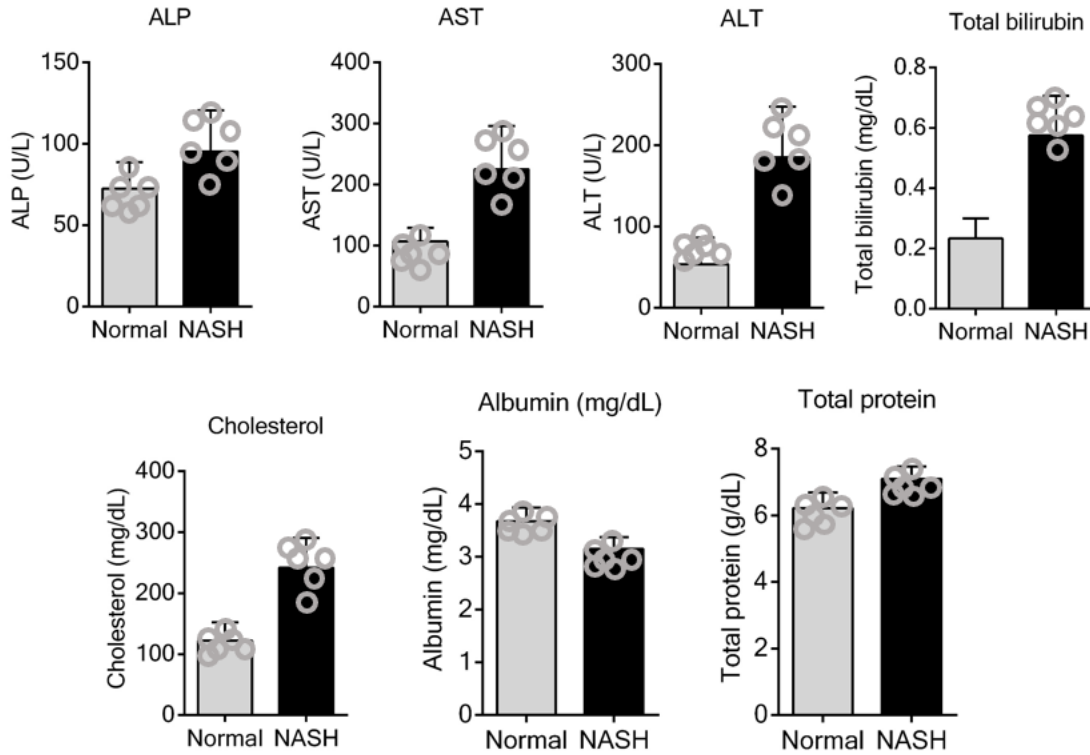 ALP
ALP (U/L)
150
100
50
0
Normal NASH
AST
AST (U/L)
400
300
200
100
0
Normal NASH
ALT
ALT (U/L)
300
200
100
0
Normal NASH
Total bilirubin
Total bilirubin (mg/dL)
0.8
0.6
0.4
0.2
0.0
Normal NASH
Cholesterol
Cholesterol (mg/dL)
400
300
200
100
0
Normal NASH
Albumin (mg/dL)
Albumin (mg/dL)
5
4
3
2
1
0
Normal NASH
Total protein
Total protein (g/dL)
8
6
4
2
0
Normal NASH